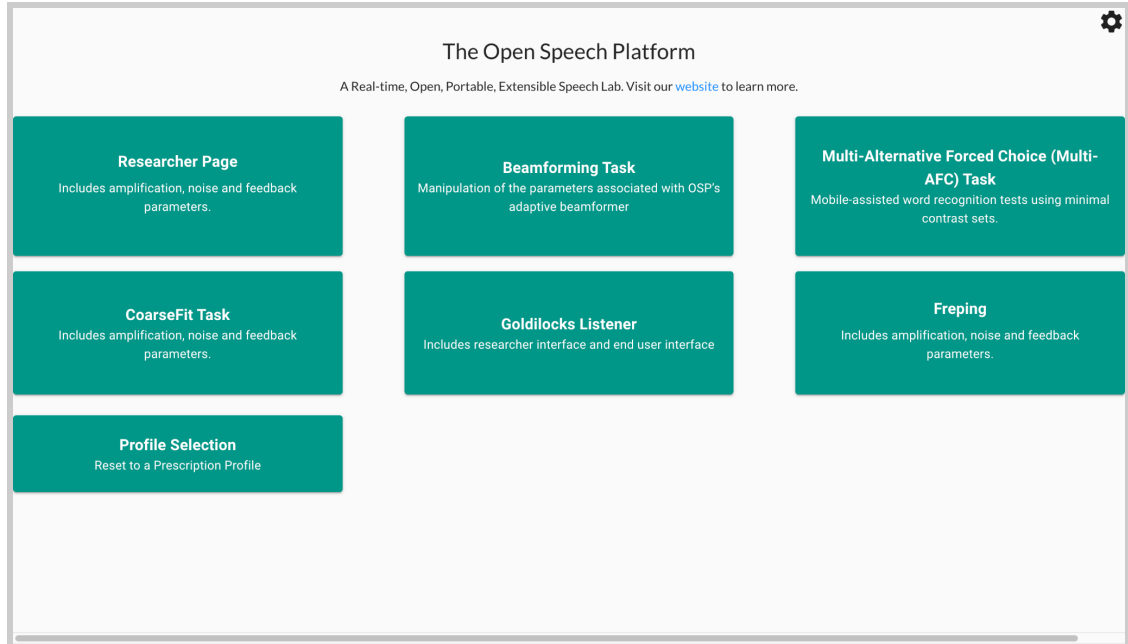 The Open Speech Platform
A Real-time, Open, Portable, Extensible Speech Lab. Visit our website to learn more.
Researcher Page
Includes amplification, noise and feedback
parameters.
Beamforming Task
Manipulation of the parameters associated with OSP's
adaptive beamformer
Multi-Alternative Forced Choice (Multi-
AFC) Task
Mobile-assisted word recognition tests using minimal
contrast sets.
CoarseFit Task
Includes amplification, noise and feedback
parameters.
Goldilocks Listener
Includes researcher interface and end user interface
Freping
Includes amplification, noise and feedback
parameters.
Profile Selection
Reset to a Prescription Profile